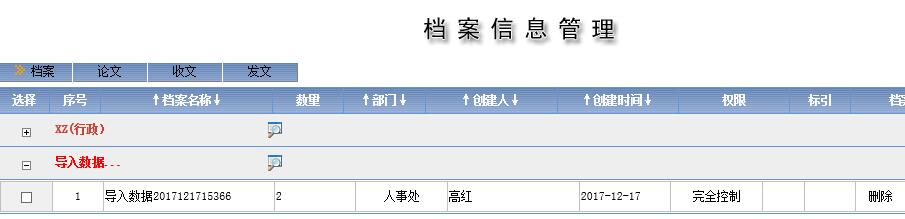 档案信息管理
档案 论文 收文 发文
选择 序号 ↑档案名称↓ 数量 ↑部门↓ ↑创建人↓ ↑创建时间↓ 权限 标引
XZ(行政)
导入数据...
1 导入数据2017121715366 2 人事处 高红 2017-12-17 完全控制 删除